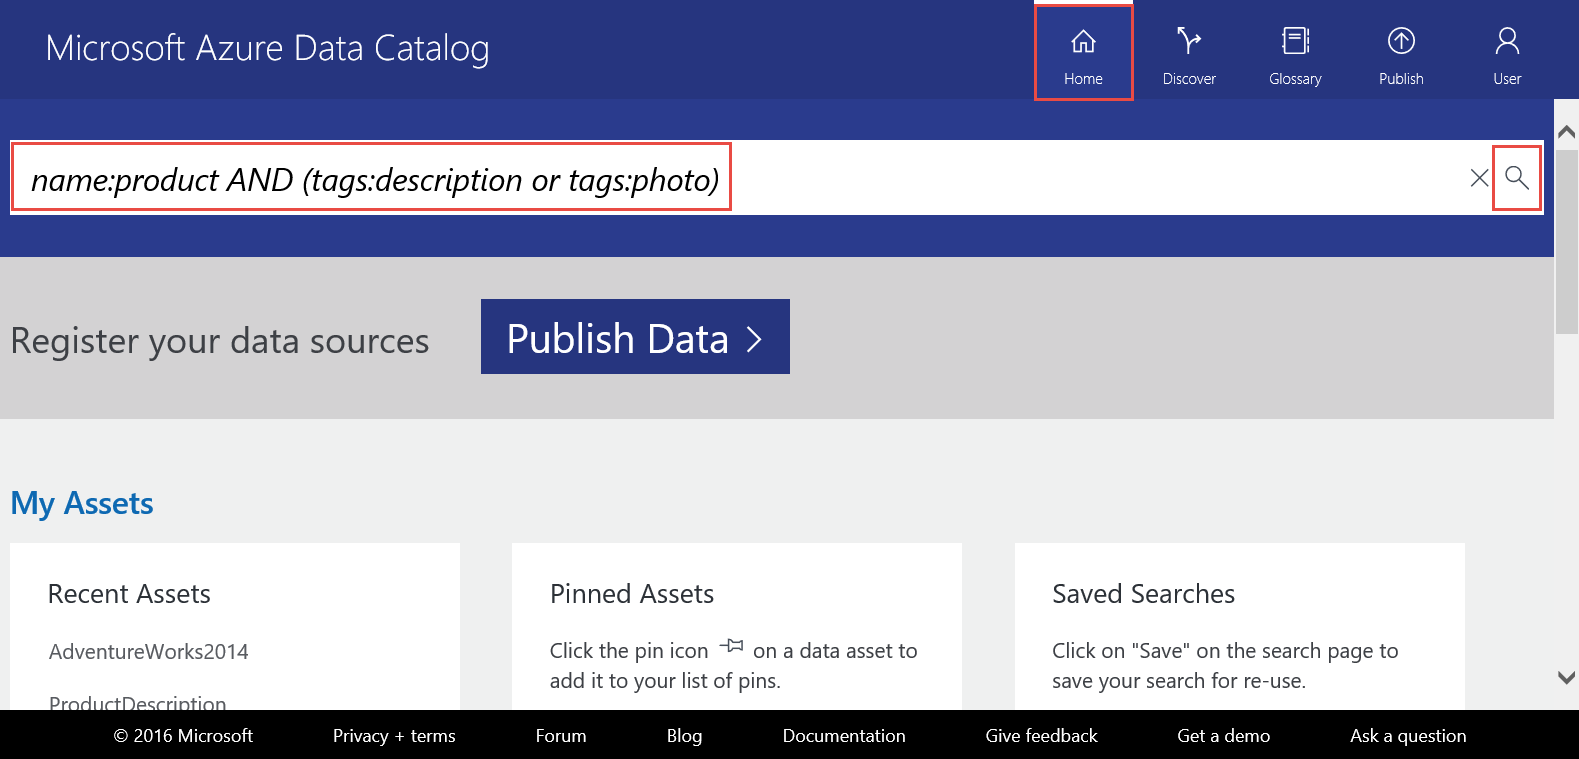 Microsoft Azure Data Catalog
Home
Discover
Glossary
Publish
User
name:product AND (tags:description or tags:photo)
Register your data sources
Publish Data
My Assets
Recent Assets
AdventureWorks2014
ProductDescription
Pinned Assets
Click the pin icon on a data asset to
add it to your list of pins.
Saved Searches
Click on "Save" on the search page to
save your search for re-use.
© 2016 Microsoft
Privacy + terms
Forum
Blog
Documentation
Give feedback
Get a demo
Ask a question